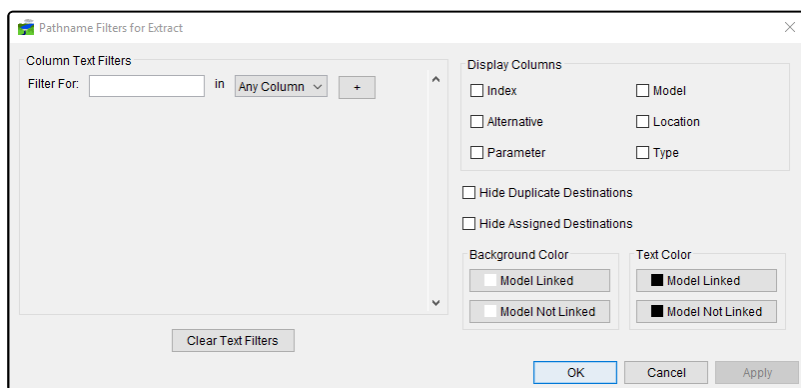 Pathname Filters for Extract
Column Text Filters
Filter For: in Any Column +
Clear Text Filters
Display Columns
Index Model
Alternative Location
Parameter Type
Hide Duplicate Destinations
Hide Assigned Destinations
Background Color Text Color
Model Linked Model Linked
Model Not Linked Model Not Linked
OK Cancel Apply